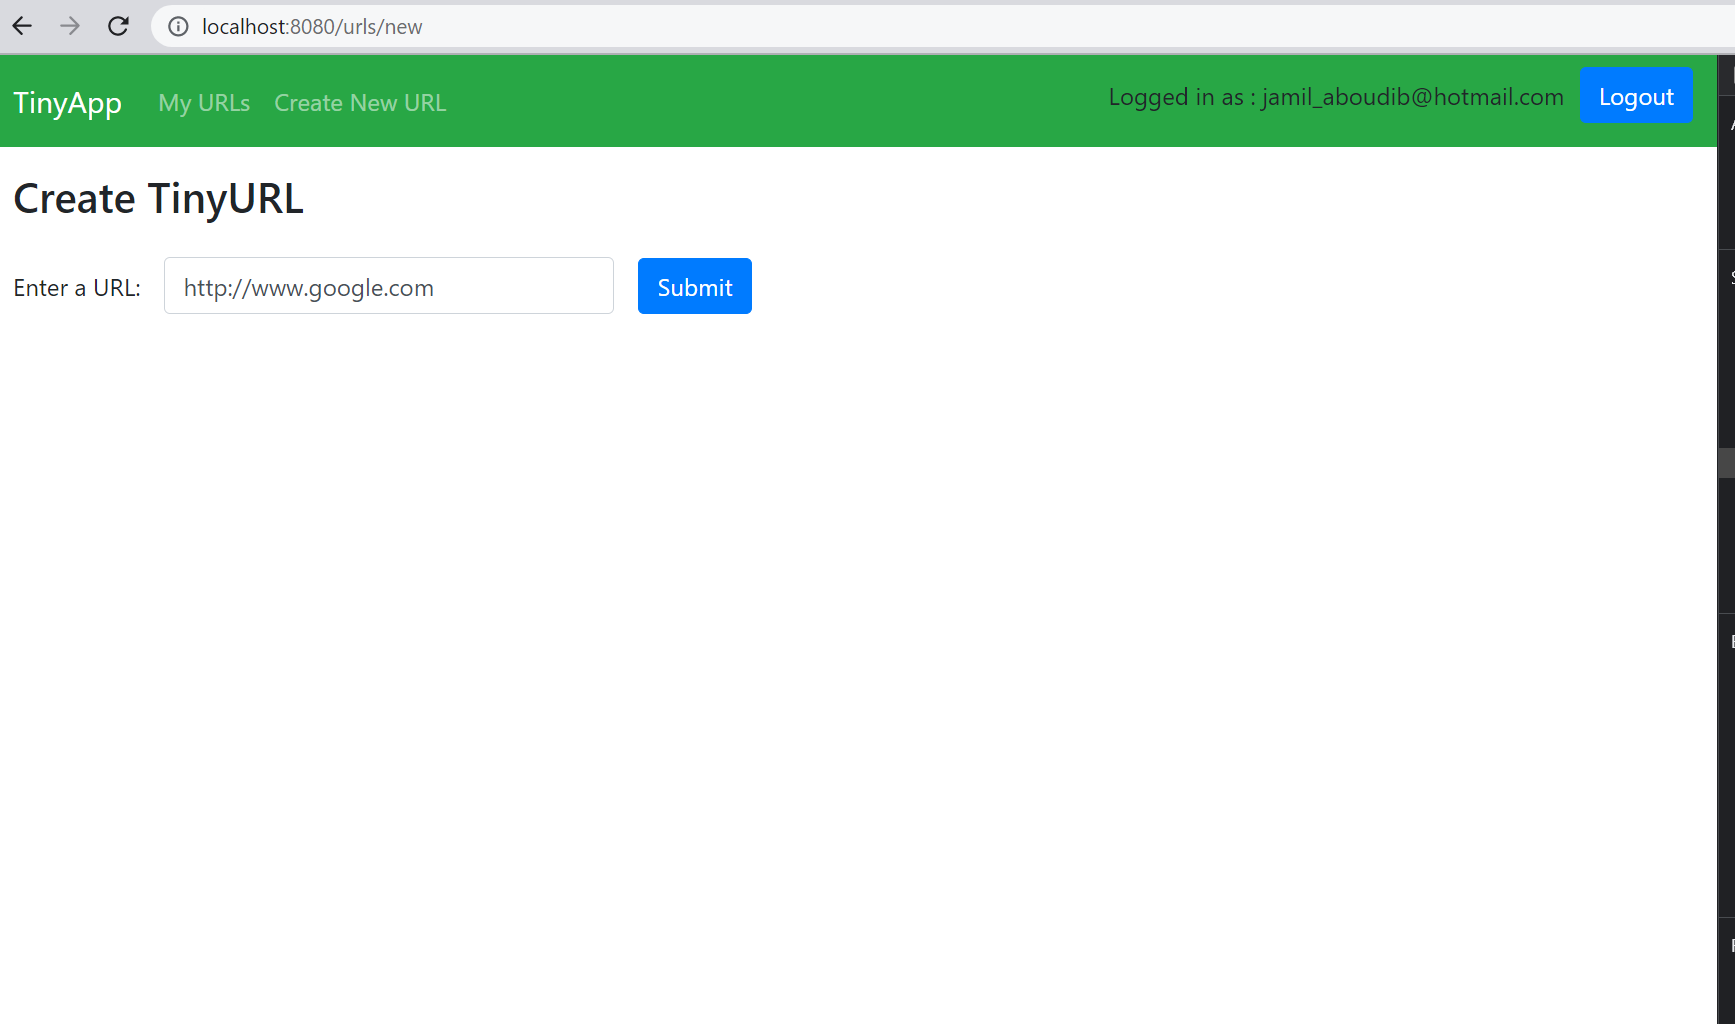 localhost:8080/urls/new
TinyApp My URLs Create New URL Logged in as : jamil_aboudib@hotmail.com Logout
Create TinyURL
Enter a URL: http://www.google.com Submit